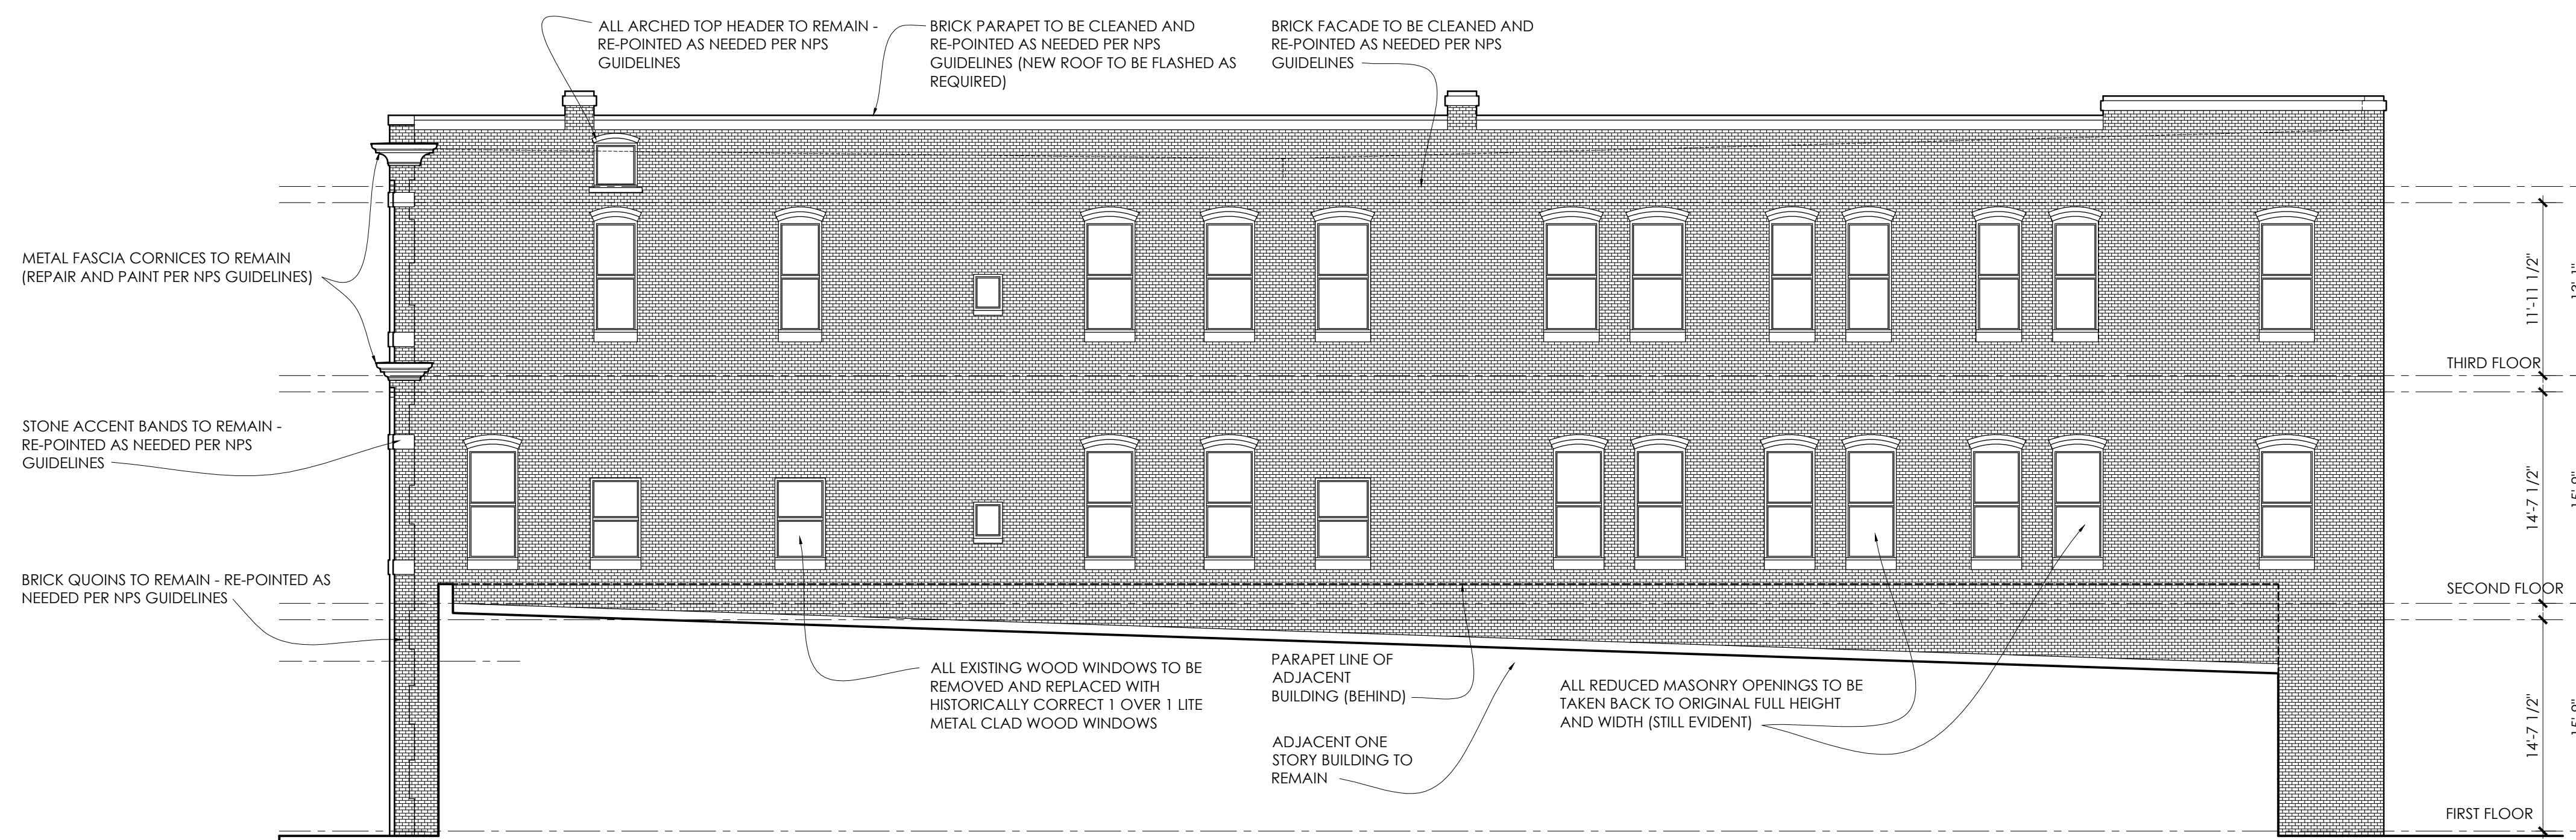 ALL ARCHED TOP HEADER TO REMAIN -
RE-POINTED AS NEEDED PER NPS
GUIDELINES
BRICK PARAPET TO BE CLEANED AND
RE-POINTED AS NEEDED PER NPS
GUIDELINES (NEW ROOF TO BE FLASHED AS
REQUIRED)
BRICK FACADE TO BE CLEANED AND
RE-POINTED AS NEEDED PER NPS
GUIDELINES
METAL FASCIA CORNICES TO REMAIN
(REPAIR AND PAINT PER NPS GUIDELINES)
STONE ACCENT BANDS TO REMAIN -
RE-POINTED AS NEEDED PER NPS
GUIDELINES
BRICK QUOINS TO REMAIN - RE-POINTED AS
NEEDED PER NPS GUIDELINES
ALL EXISTING WOOD WINDOWS TO BE
REMOVED AND REPLACED WITH
HISTORICALLY CORRECT 1 OVER 1 LITE
METAL CLAD WOOD WINDOWS
PARAPET LINE OF
ADJACENT
BUILDING (BEHIND)
ADJACENT ONE
STORY BUILDING TO
REMAIN
ALL REDUCED MASONRY OPENINGS TO BE
TAKEN BACK TO ORIGINAL FULL HEIGHT
AND WIDTH (STILL EVIDENT)
11'-11 1/2"
THIRD FLOOR
14'-7 1/2"
SECOND FLOOR
14'-7 1/2"
FIRST FLOOR